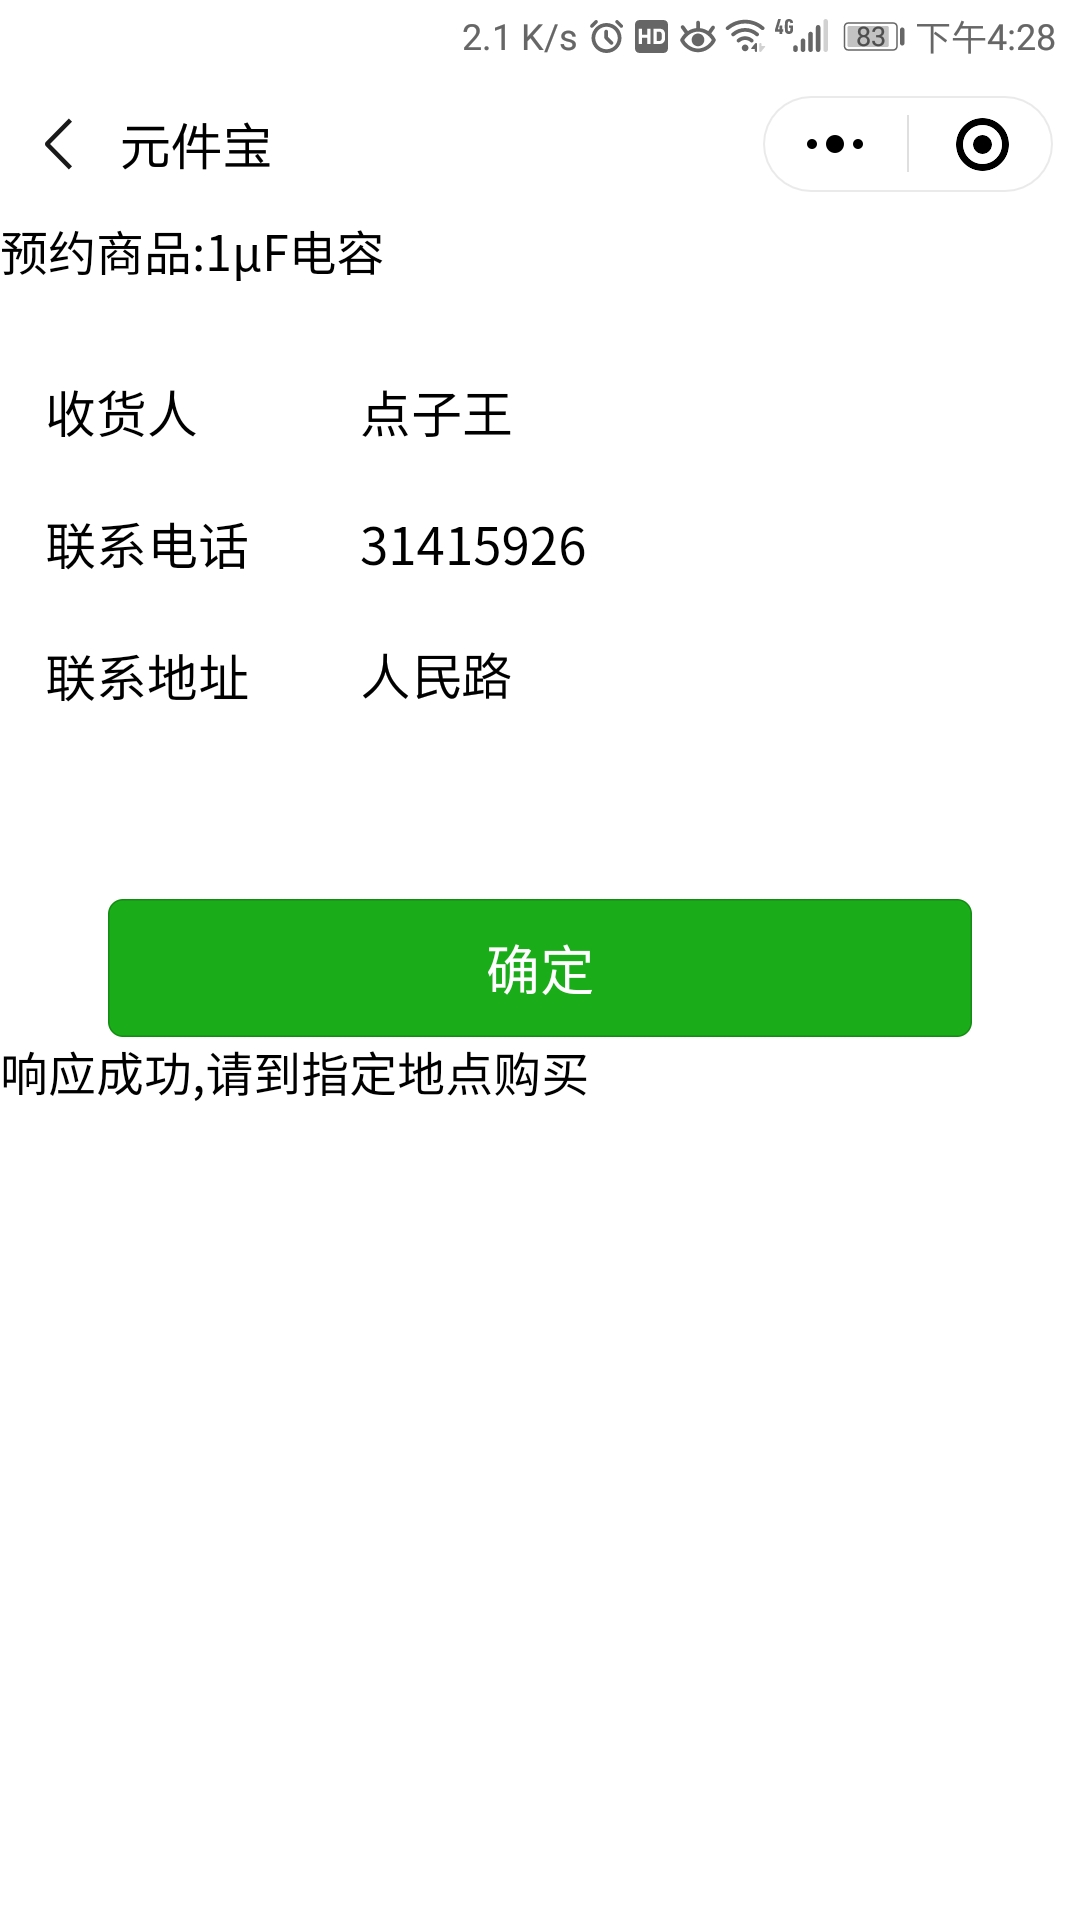 2.1 K/s HD 4G 83 下午4:28
元件宝
预约商品:1μF电容
收货人 点子王
联系电话 31415926
联系地址 人民路
确定
响应成功,请到指定地点购买